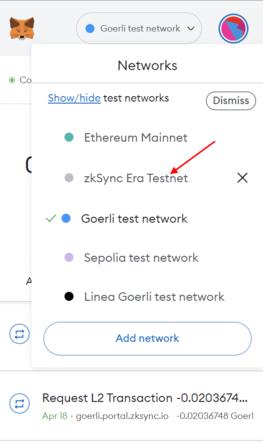 Goerli test network
Co
Networks
Show/hide test networks
Dismiss
Ethereum Mainnet
zkSync Era Testnet
Goerli test network
Sepolia test network
Linea Goerli test network
A
Add network
Request L2 Transaction -0.0203674...
Apr 18 · goerli.portal.zksync.io -0.02036748 Goerl